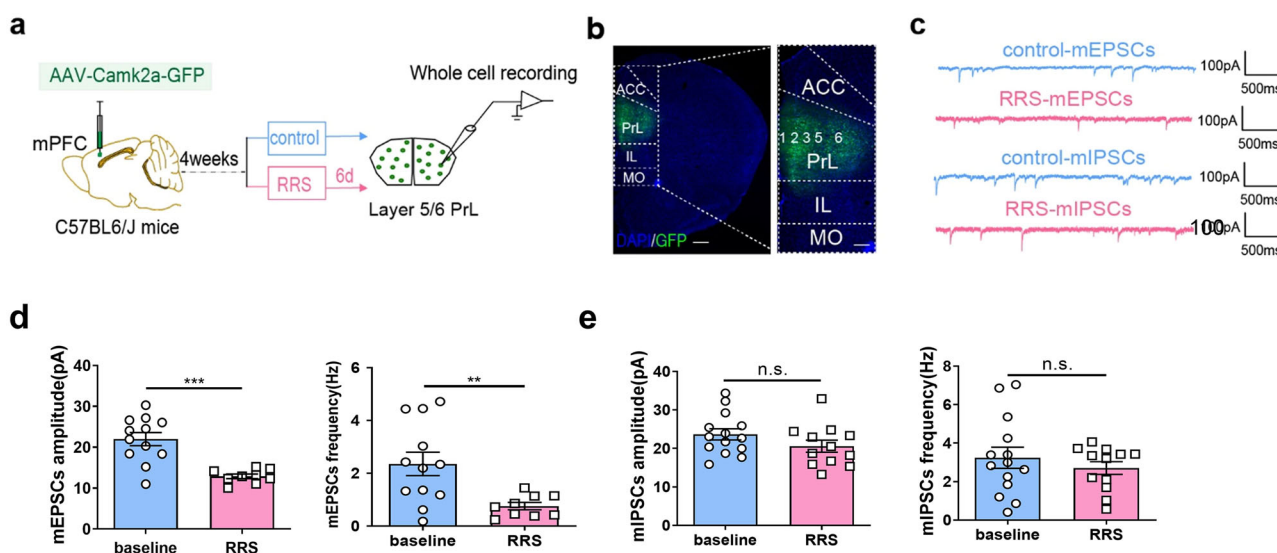 a
AAV-Camk2a-GFP
mPFC
C57BL6/J mice
4weeks
control
RRS
6d
Whole cell recording
Layer 5/6 PrL
b
ACC
PrL
IL
MO
DAPI/GFP
ACC
1 2 3 5 6
PrL
IL
MO
c
control-mEPSCs
100pA
500ms
RRS-mEPSCs
100pA
500ms
control-mIPSCs
100pA
500ms
RRS-mIPSCs
100pA
500ms
d
mEPSCs amplitude(pA)
40
30
20
10
0
***
baseline RRS
mEPSCs frequency(Hz)
6
4
2
0
**
baseline RRS
e
mIPSCs amplitude(pA)
40
30
20
10
0
n.s.
baseline RRS
mIPSCs frequency(Hz)
8
6
4
2
0
n.s.
baseline RRS